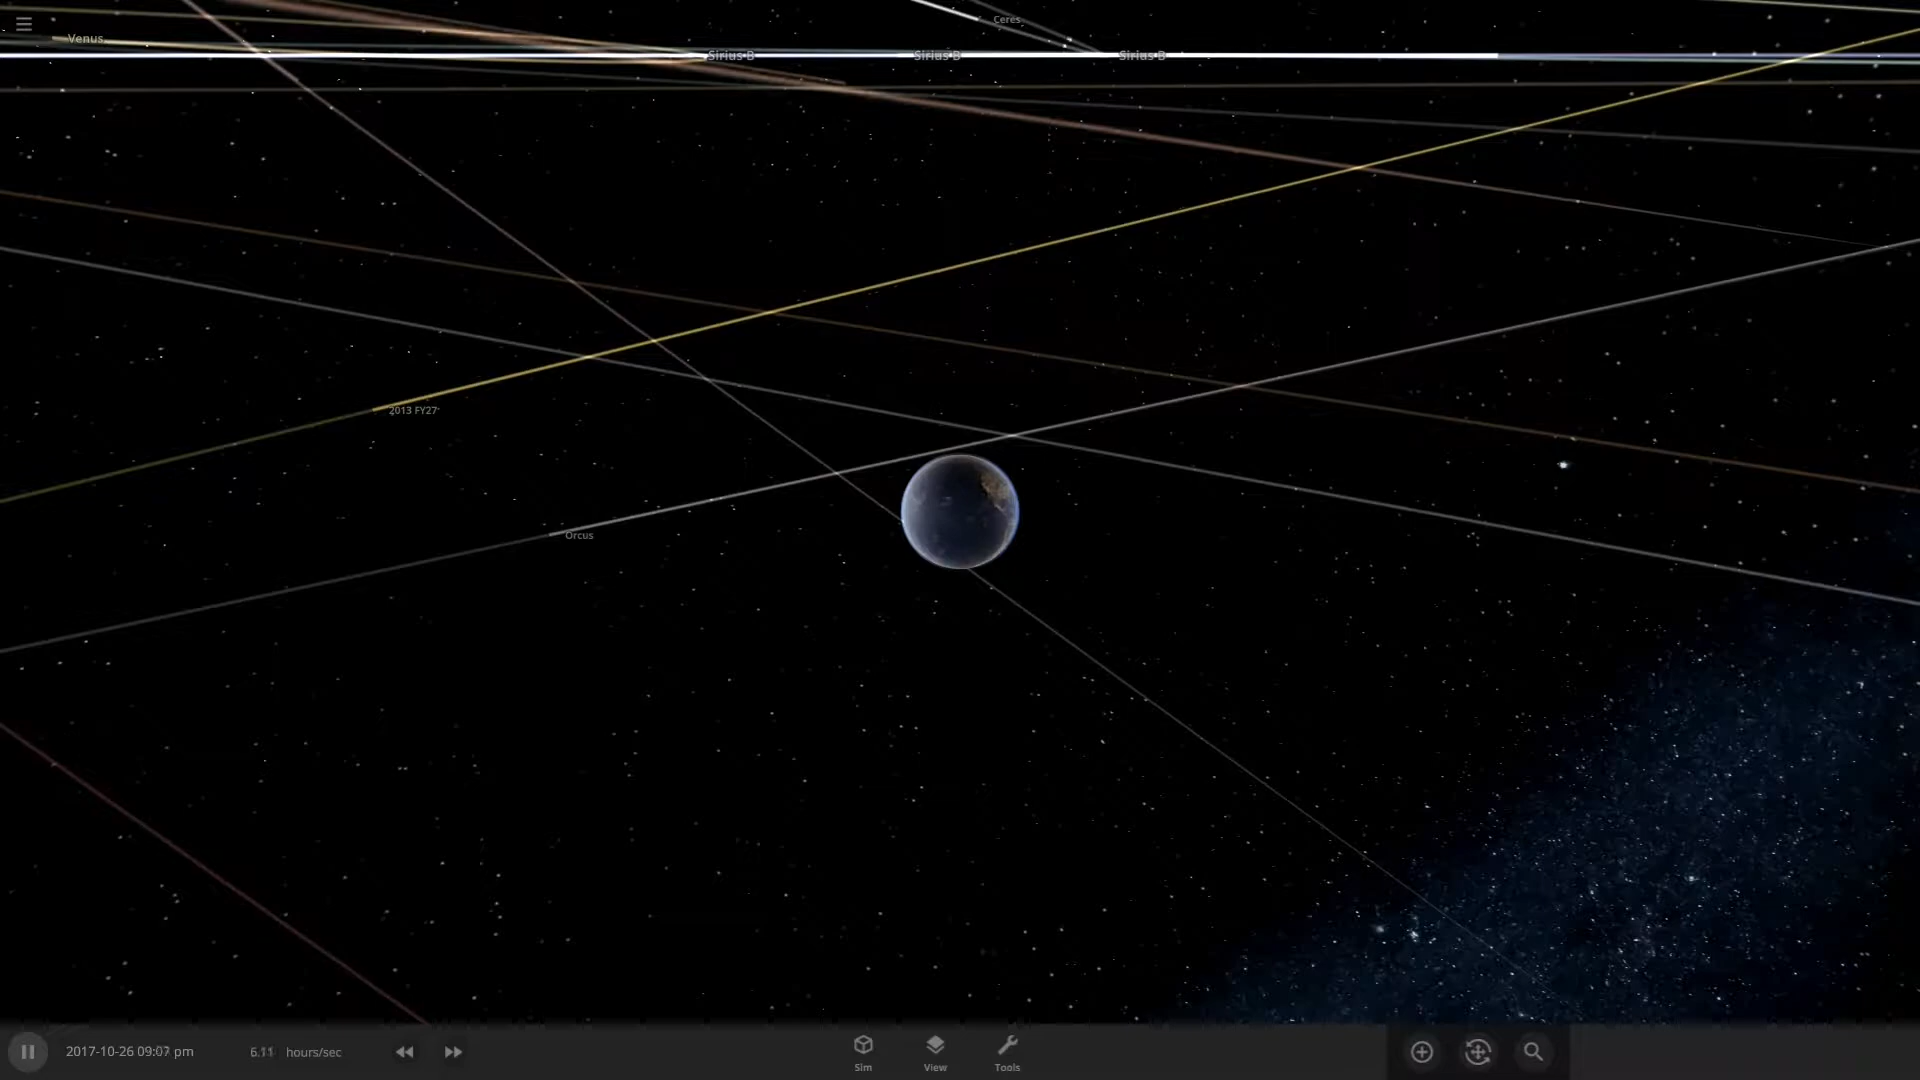 Ceres
Venus
Sirius B
Sirius B
Sirius B
2013 FY27
Orcus
2017-10-26 09:07 pm
6.11 hours/sec
Sim
View
Tools